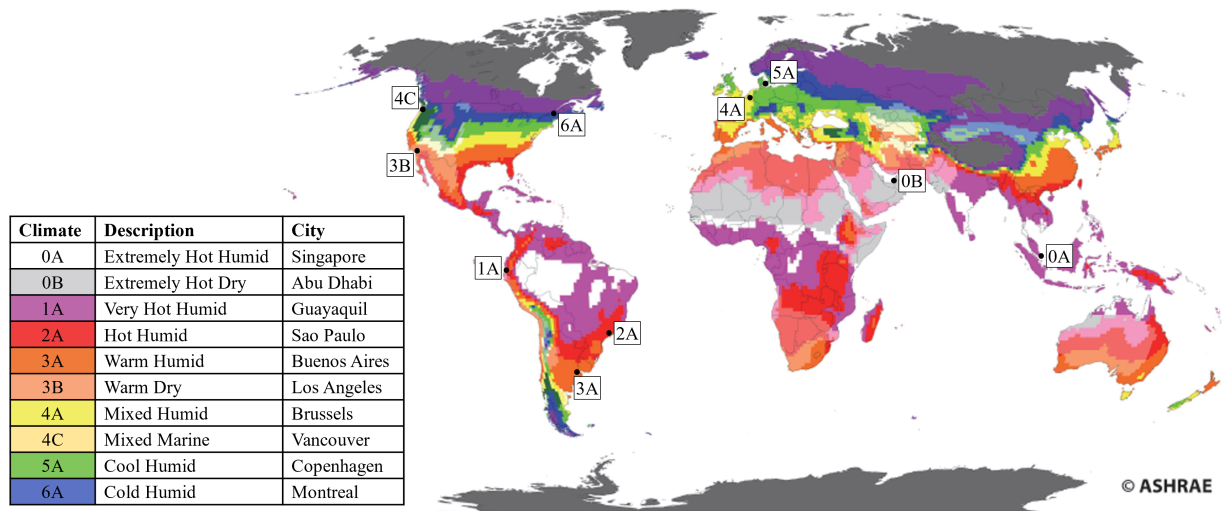 5A
4C
4A
6A
3B
0B
0A
1A
2A
3A
Climate Description City
0A Extremely Hot Humid Singapore
0B Extremely Hot Dry Abu Dhabi
1A Very Hot Humid Guayaquil
2A Hot Humid Sao Paulo
3A Warm Humid Buenos Aires
3B Warm Dry Los Angeles
4A Mixed Humid Brussels
4C Mixed Marine Vancouver
5A Cool Humid Copenhagen
6A Cold Humid Montreal
© ASHRAE